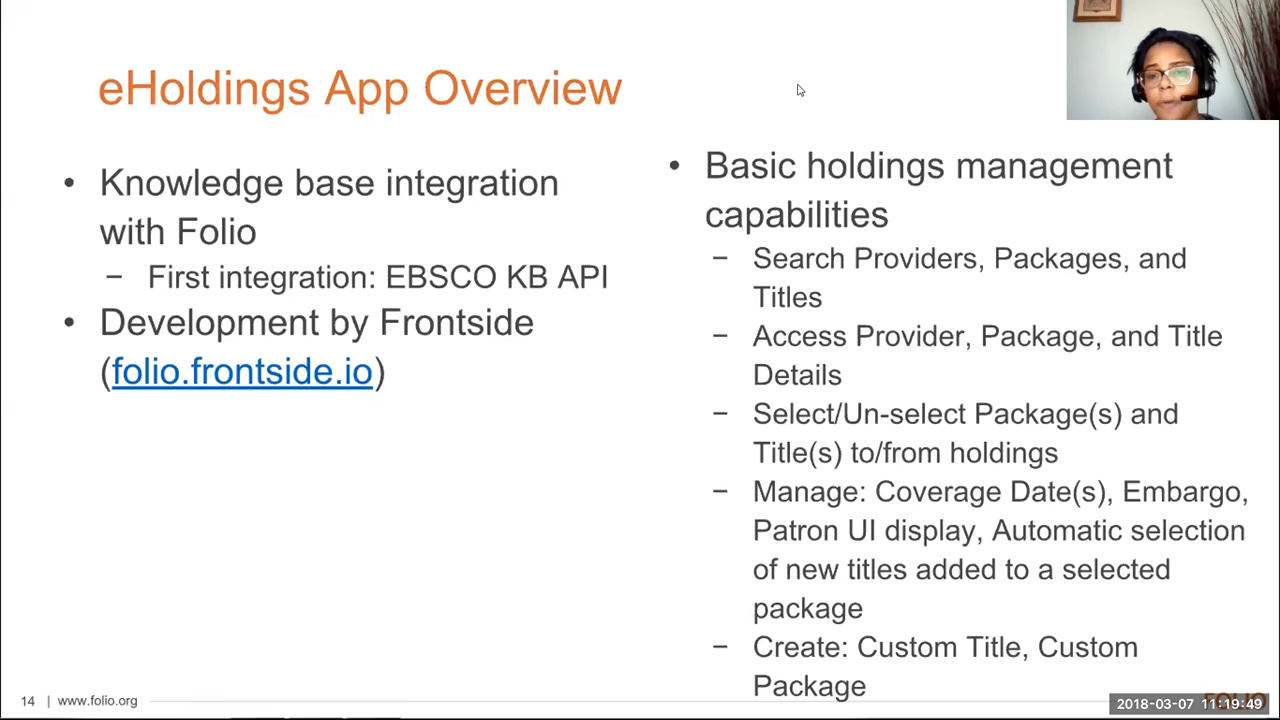 eHoldings App Overview
• Knowledge base integration
with Folio
− First integration: EBSCO KB API
• Development by Frontside
(folio.frontside.io)
• Basic holdings management
capabilities
− Search Providers, Packages, and
Titles
− Access Provider, Package, and Title
Details
− Select/Un-select Package(s) and
Title(s) to/from holdings
− Manage: Coverage Date(s), Embargo,
Patron UI display, Automatic selection
of new titles added to a selected
package
− Create: Custom Title, Custom
Package
14 | www.folio.org
FOLIO
2018-03-07 11:19:49